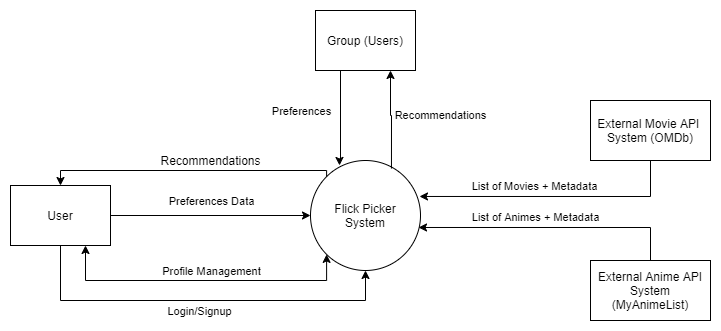 Group (Users)
Preferences
Recommendations
External Movie API
System (OMDb)
Recommendations
List of Movies + Metadata
Preferences Data
Flick Picker
System
User
List of Animes + Metadata
Profile Management
External Anime API
System
(MyAnimeList)
Login/Signup